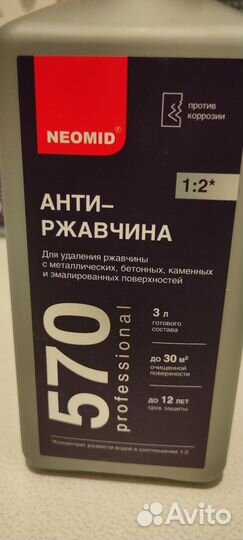 NEOMID®
против
коррозии
1:2*
АНТИ–
РЖАВЧИНА
Для удаления ржавчины
с металлических, бетонных, каменных
и эмалированных поверхностей
570
professional
3 л
готового
состава
до 30 м²
очищенной
поверхности
до 12 лет
срок защиты
*Концентрат развести водой в соотношении 1:2
Avito